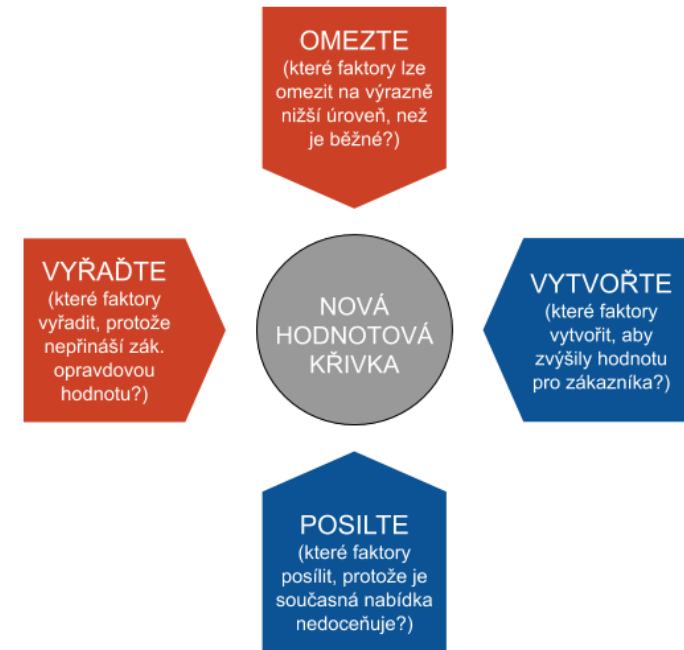 OMEZTE
(které faktory lze
omezit na výrazně
nižší úroveň, než
je běžné?)
VYŘAĎTE
(které faktory
vyřadit, protože
nepřináší zák.
opravdovou
hodnotu?)
NOVÁ
HODNOTOVÁ
KŘIVKA
VYTVOŘTE
(které faktory
vytvořit, aby
zvýšily hodnotu
pro zákazníka?)
POSILTE
(které faktory
posílit, protože je
současná nabídka
nedoceňuje?)